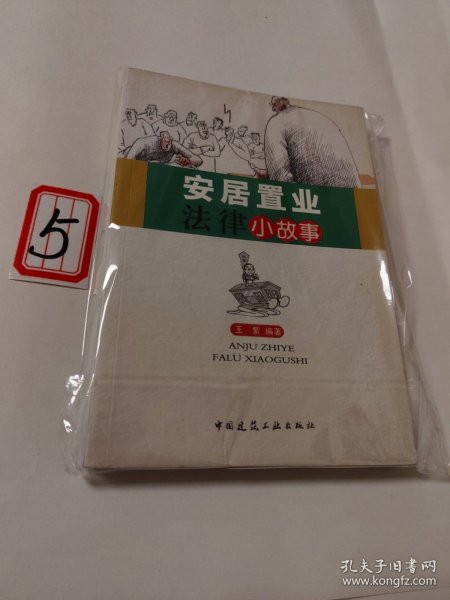 5
安居置业
法律小故事
王 紫 编著
ANJU ZHIYE
FALU XIAOGUSHI
中国建筑工业出版社
孔夫子旧书网
www.kongfz.com